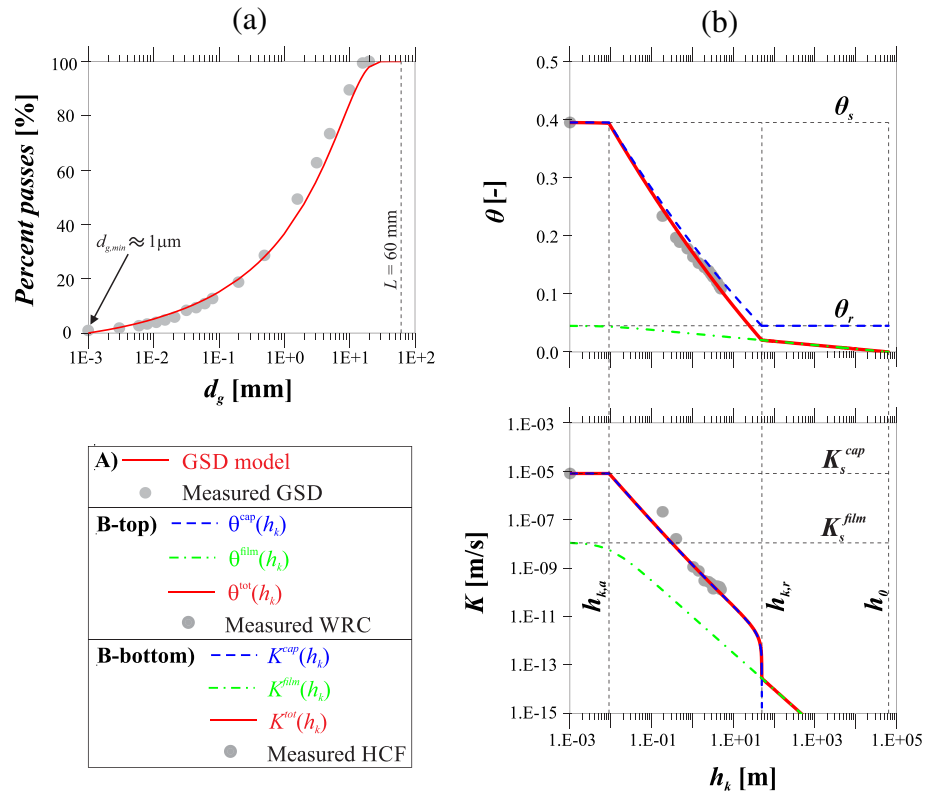 (a)
100
80
60
40
20
0
Percent passes [%]
d_g,min ≈ 1μm
L = 60 mm
1E-3 1E-2 1E-1 1E+0 1E+1 1E+2
d_g [mm]
A) GSD model
Measured GSD
B-top) θ^cap(h_k)
θ^film(h_k)
θ^tot(h_k)
Measured WRC
B-bottom) K^cap(h_k)
K^film(h_k)
K^tot(h_k)
Measured HCF
(b)
0.5
0.4
0.3
0.2
0.1
0.0
θ [-]
θ_s
θ_r
1.E-03
1.E-05
1.E-07
1.E-09
1.E-11
1.E-13
1.E-15
K [m/s]
K_s^cap
K_s^film
h_k,a
h_k,r
h_0
1.E-03 1.E-01 1.E+01 1.E+03 1.E+05
h_k [m]